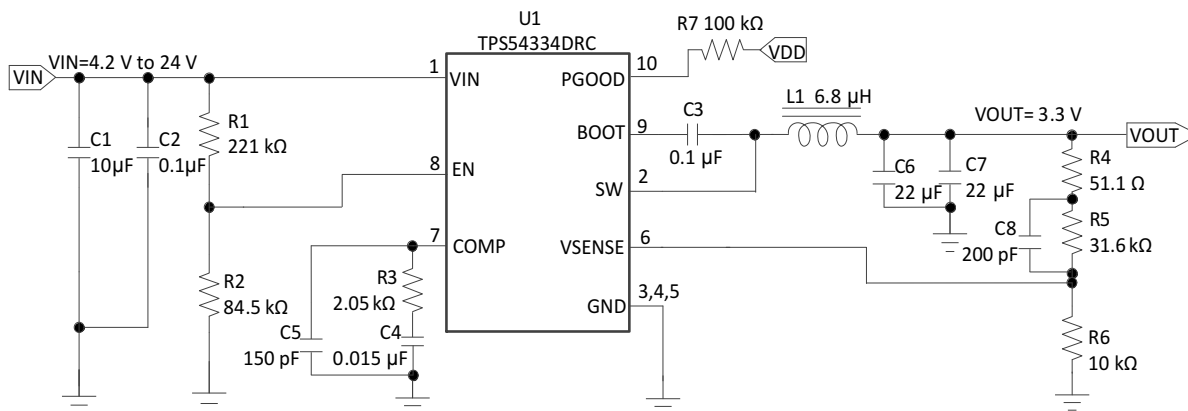 U1
TPS54334DRC
R7 100 kΩ
VDD
VIN
VIN=4.2 V to 24 V
1
VIN
PGOOD
10
C1
10µF
C2
0.1µF
R1
221 kΩ
BOOT
9
C3
0.1 µF
L1 6.8 µH
VOUT= 3.3 V
VOUT
8
EN
SW
2
C6
22 µF
C7
22 µF
R4
51.1 Ω
R5
31.6 kΩ
C8
200 pF
7
COMP
VSENSE
6
R2
84.5 kΩ
R3
2.05 kΩ
C5
150 pF
C4
0.015 µF
GND
3,4,5
R6
10 kΩ